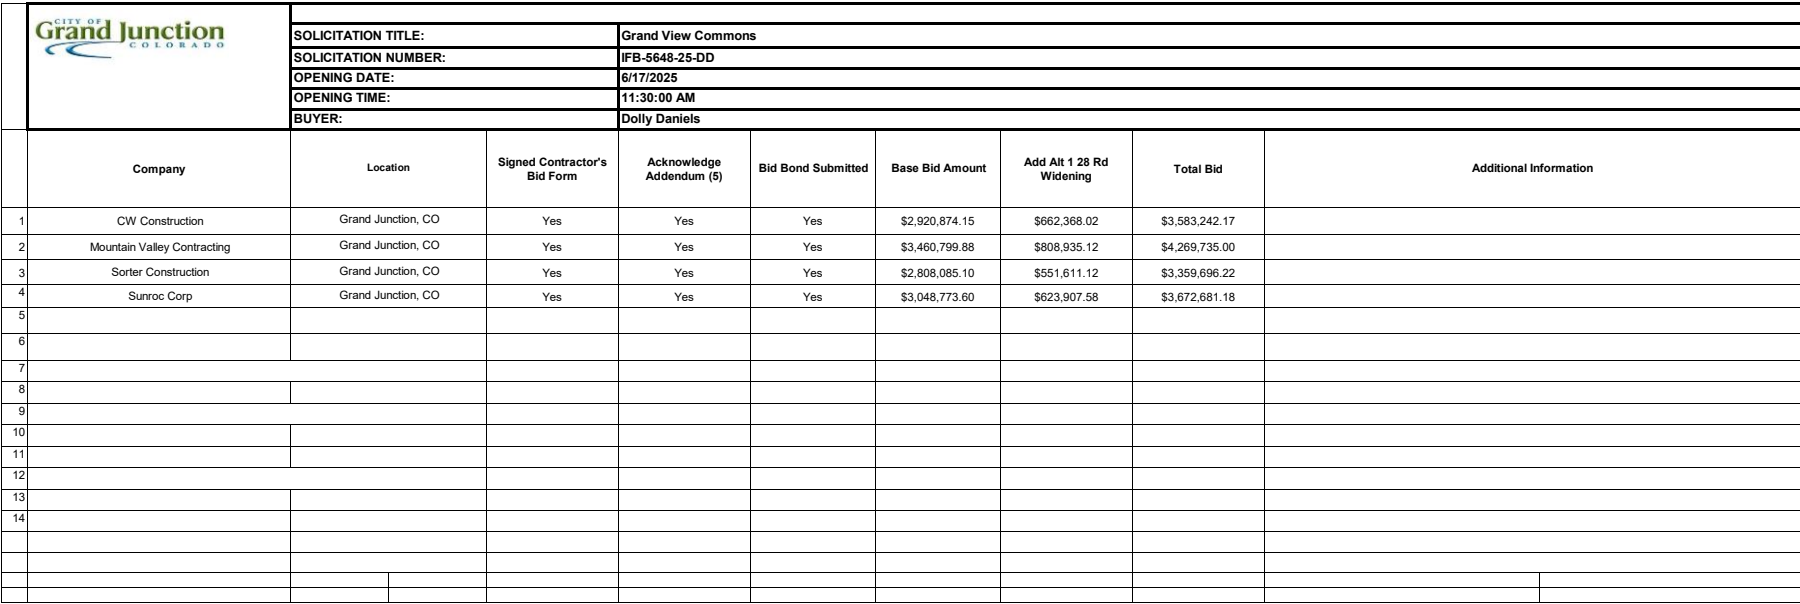 CITY OF
Grand Junction
COLORADO
SOLICITATION TITLE: Grand View Commons
SOLICITATION NUMBER: IFB-5648-25-DD
OPENING DATE: 6/17/2025
OPENING TIME: 11:30:00 AM
BUYER: Dolly Daniels
Company Location Signed Contractor's Bid Form Acknowledge Addendum (5) Bid Bond Submitted Base Bid Amount Add Alt 1 28 Rd Widening Total Bid Additional Information
1 CW Construction Grand Junction, CO Yes Yes Yes $2,920,874.15 $662,368.02 $3,583,242.17
2 Mountain Valley Contracting Grand Junction, CO Yes Yes Yes $3,460,799.88 $808,935.12 $4,269,735.00
3 Sorter Construction Grand Junction, CO Yes Yes Yes $2,808,085.10 $551,611.12 $3,359,696.22
4 Sunroc Corp Grand Junction, CO Yes Yes Yes $3,048,773.60 $623,907.58 $3,672,681.18
5
6
7
8
9
10
11
12
13
14